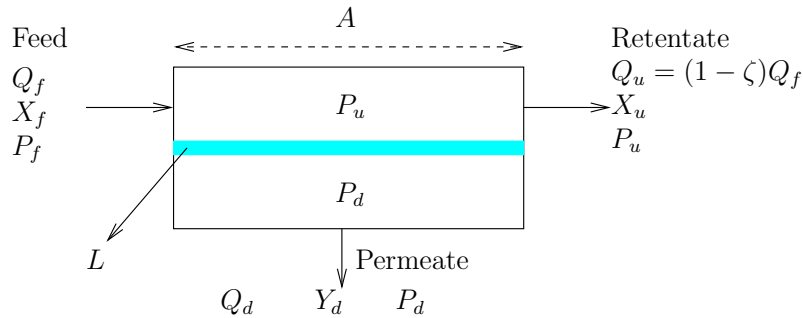 A
Feed
Q_f
X_f
P_f
P_u
P_d
L
Retentate
Q_u = (1 − ζ)Q_f
X_u
P_u
Permeate
Q_d Y_d P_d